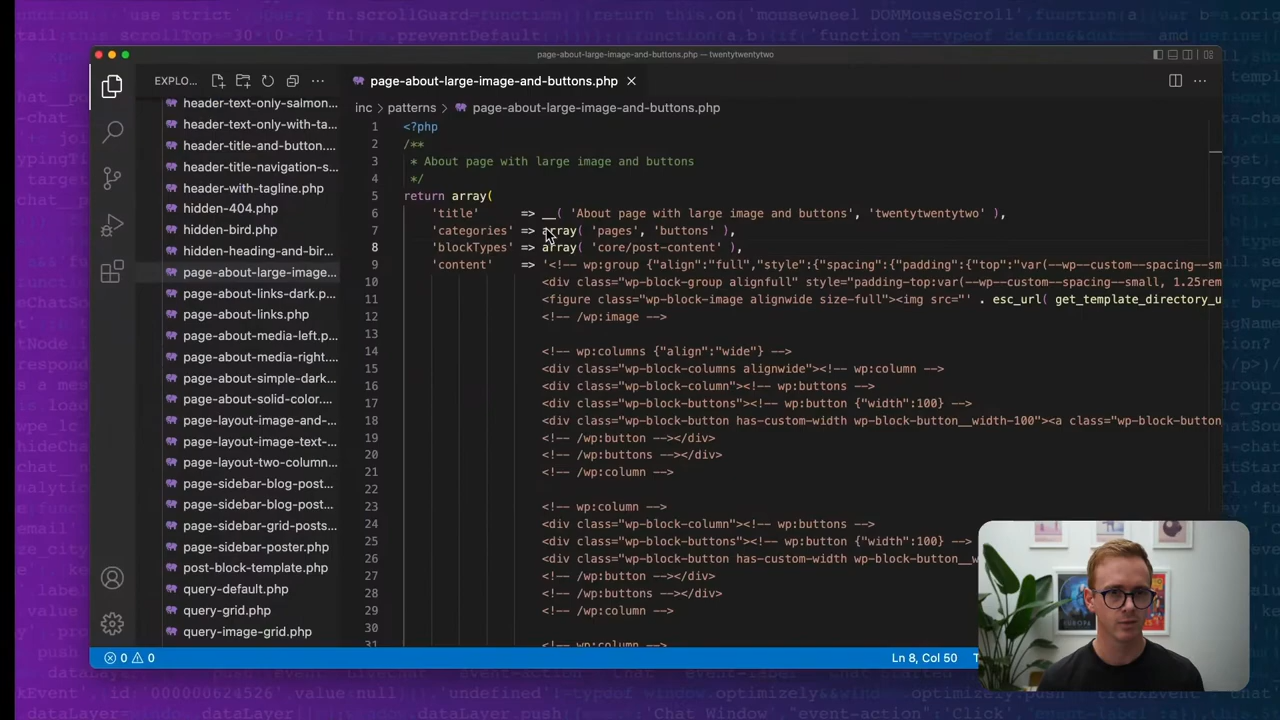 page-about-large-image-and-buttons.php — twentytwentytwo
EXPLO...
page-about-large-image-and-buttons.php
inc > patterns > page-about-large-image-and-buttons.php
header-text-only-salmon...
header-text-only-with-ta...
header-title-and-button....
header-title-navigation-s...
header-with-tagline.php
hidden-404.php
hidden-bird.php
hidden-heading-and-bir...
page-about-large-image...
page-about-links-dark.p...
page-about-links.php
page-about-media-left.p...
page-about-media-right....
page-about-simple-dark...
page-about-solid-color....
page-layout-image-and-...
page-layout-image-text-...
page-layout-two-column...
page-sidebar-blog-post...
page-sidebar-blog-post...
page-sidebar-grid-posts...
page-sidebar-poster.php
post-block-template.php
query-default.php
query-grid.php
query-image-grid.php
1 <?php
2 /**
3 * About page with large image and buttons
4 */
5 return array(
6 'title' => __( 'About page with large image and buttons', 'twentytwentytwo' ),
7 'categories' => array( 'pages', 'buttons' ),
8 'blockTypes' => array( 'core/post-content' ),
9 'content' => '<!-- wp:group {"align":"full","style":{"spacing":{"padding":{"top":"var(--wp--custom--spacing--sm
10 <div class="wp-block-group alignfull" style="padding-top:var(--wp--custom--spacing--small, 1.25rem
11 <figure class="wp-block-image alignwide size-full"><img src="' . esc_url( get_template_directory_u
12 <!-- /wp:image -->
13
14 <!-- wp:columns {"align":"wide"} -->
15 <div class="wp-block-columns alignwide"><!-- wp:column -->
16 <div class="wp-block-column"><!-- wp:buttons -->
17 <div class="wp-block-buttons"><!-- wp:button {"width":100} -->
18 <div class="wp-block-button has-custom-width wp-block-button__width-100"><a class="wp-block-button
19 <!-- /wp:button --></div>
20 <!-- /wp:buttons --></div>
21 <!-- /wp:column -->
22
23 <!-- wp:column -->
24 <div class="wp-block-column"><!-- wp:buttons -->
25 <div class="wp-block-buttons"><!-- wp:button {"width":100} -->
26 <div class="wp-block-button has-custom-width wp-block-button__w
27 <!-- /wp:button --></div>
28 <!-- /wp:buttons --></div>
29 <!-- /wp:column -->
30
31 <!-- wp:column -->
0 0
Ln 8, Col 50